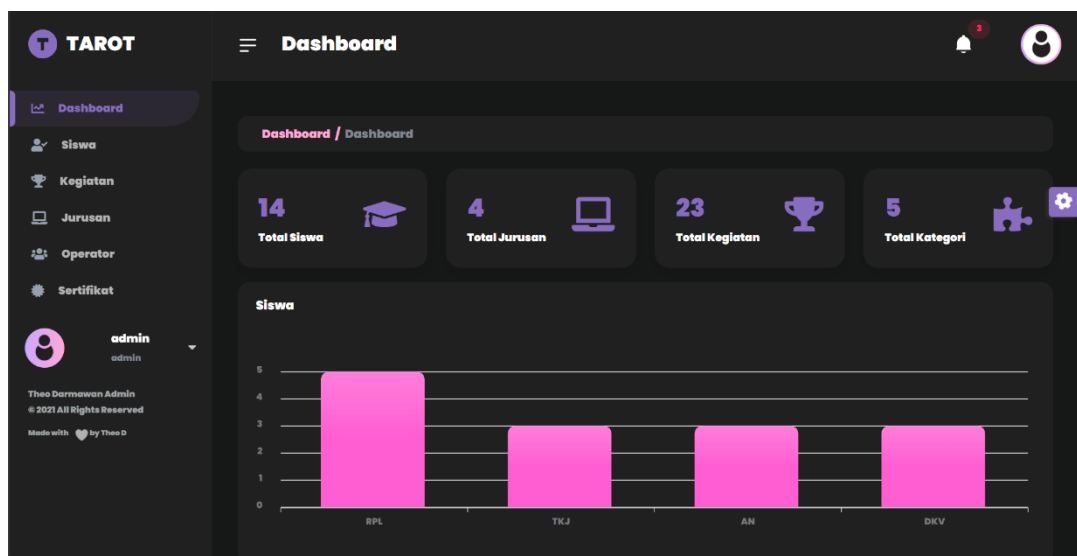 T TAROT
Dashboard
3
Dashboard
Siswa
Kegiatan
Jurusan
Operator
Sertifikat
admin
admin
Theo Darmawan Admin
© 2021 All Rights Reserved
Made with by Theo D
Dashboard / Dashboard
14
Total Siswa
4
Total Jurusan
23
Total Kegiatan
5
Total Kategori
Siswa
5
4
3
2
1
0
RPL TKJ AN DKV